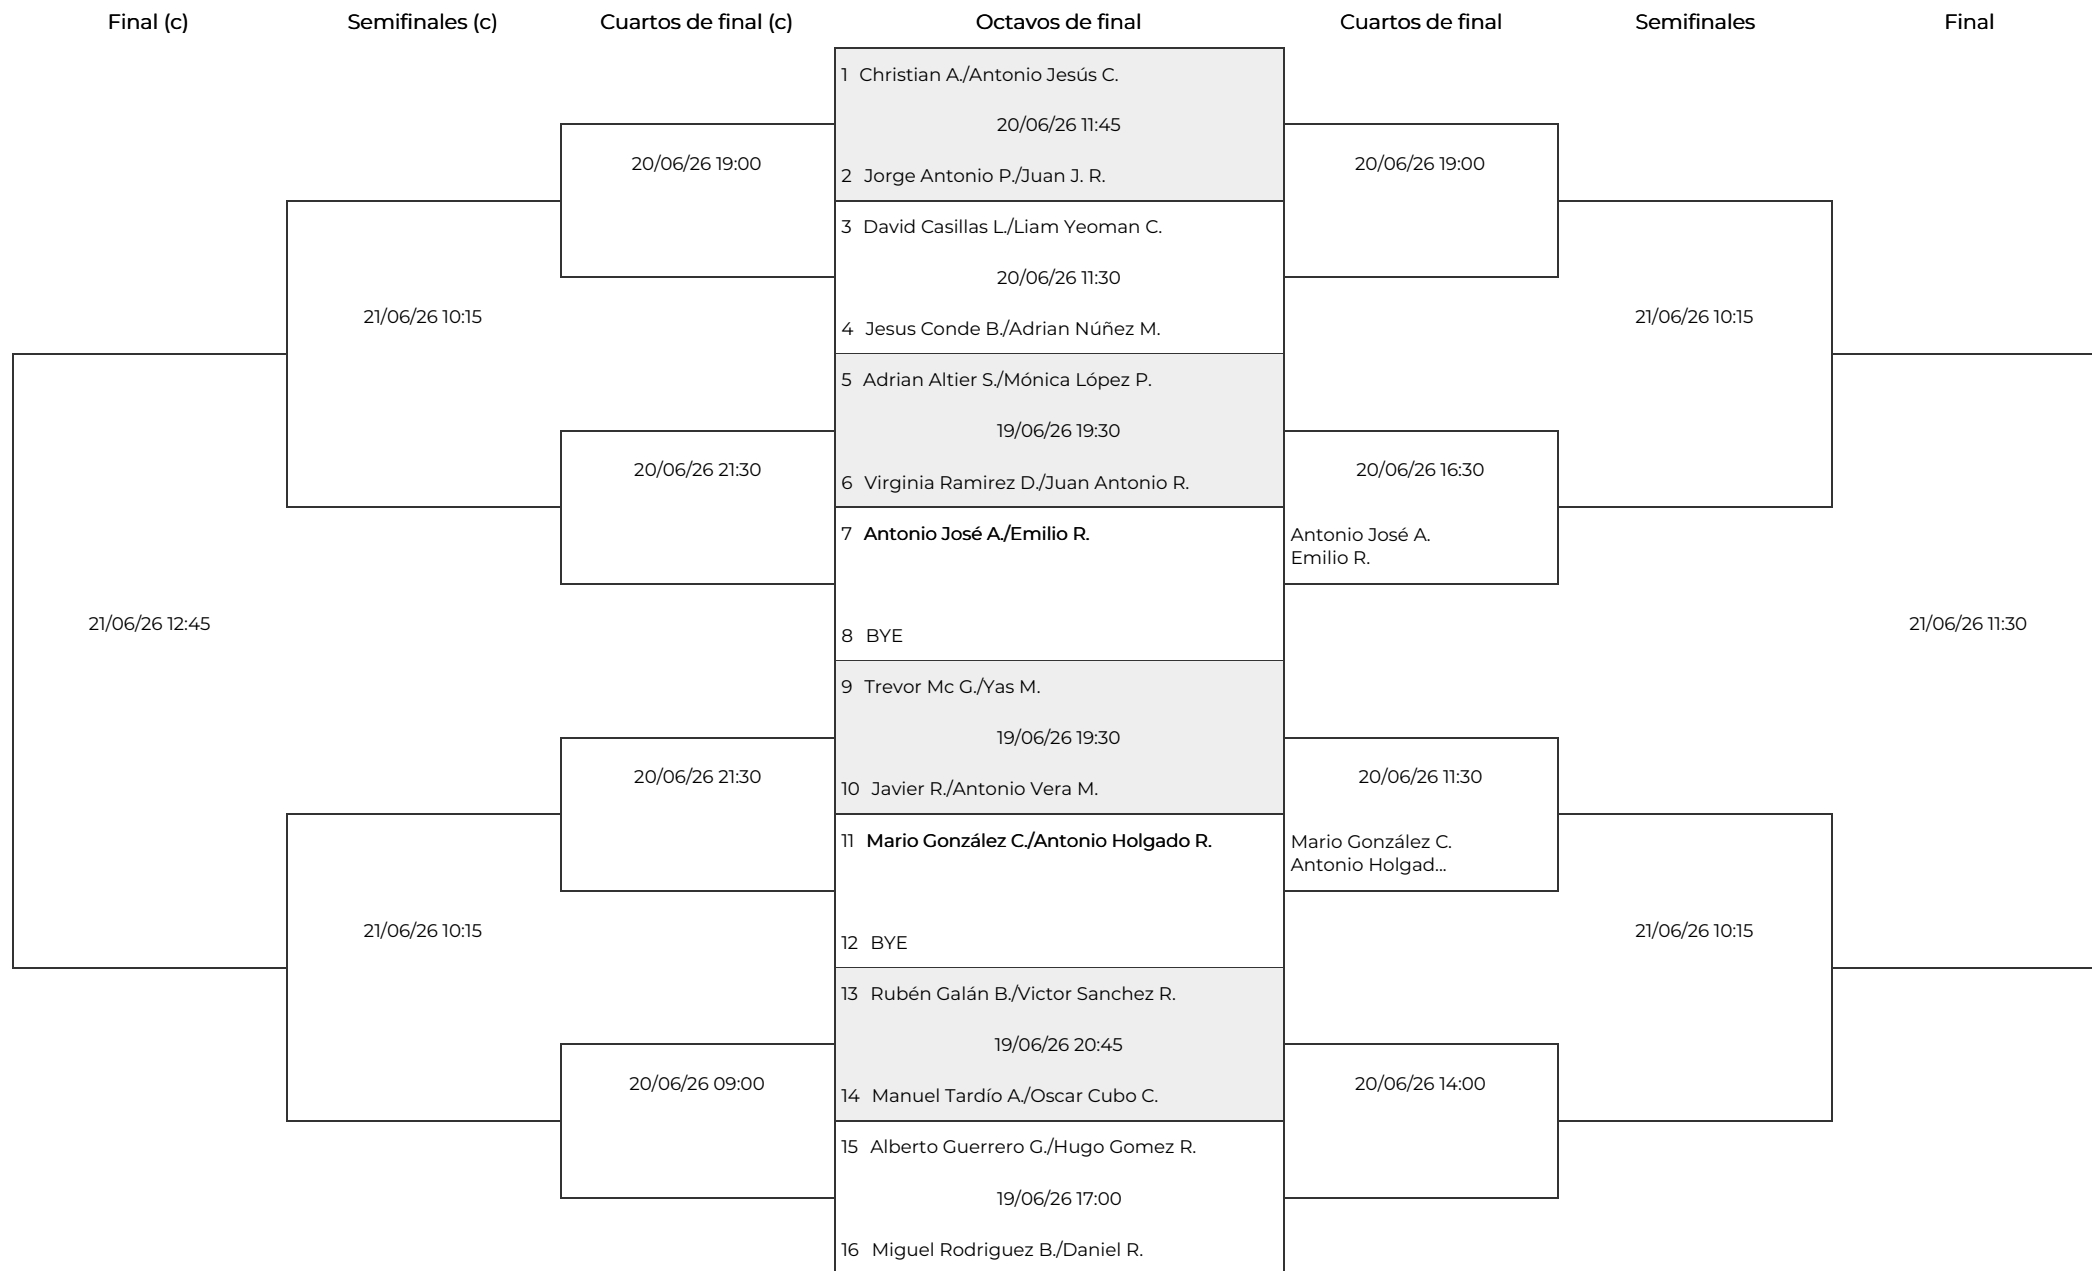 Final (c)
Semifinales (c)
Cuartos de final (c)
Octavos de final
Cuartos de final
Semifinales
Final
1 Christian A./Antonio Jesús C.
20/06/26 11:45
20/06/26 19:00
20/06/26 19:00
2 Jorge Antonio P./Juan J. R.
3 David Casillas L./Liam Yeoman C.
20/06/26 11:30
21/06/26 10:15
21/06/26 10:15
4 Jesus Conde B./Adrian Núñez M.
5 Adrian Altier S./Mónica López P.
19/06/26 19:30
20/06/26 21:30
20/06/26 16:30
6 Virginia Ramirez D./Juan Antonio R.
7 Antonio José A./Emilio R.
Antonio José A.
Emilio R.
21/06/26 12:45
21/06/26 11:30
8 BYE
9 Trevor Mc G./Yas M.
19/06/26 19:30
20/06/26 21:30
20/06/26 11:30
10 Javier R./Antonio Vera M.
11 Mario González C./Antonio Holgado R.
Mario González C.
Antonio Holgad...
21/06/26 10:15
21/06/26 10:15
12 BYE
13 Rubén Galán B./Victor Sanchez R.
19/06/26 20:45
20/06/26 09:00
20/06/26 14:00
14 Manuel Tardío A./Oscar Cubo C.
15 Alberto Guerrero G./Hugo Gomez R.
19/06/26 17:00
16 Miguel Rodriguez B./Daniel R.